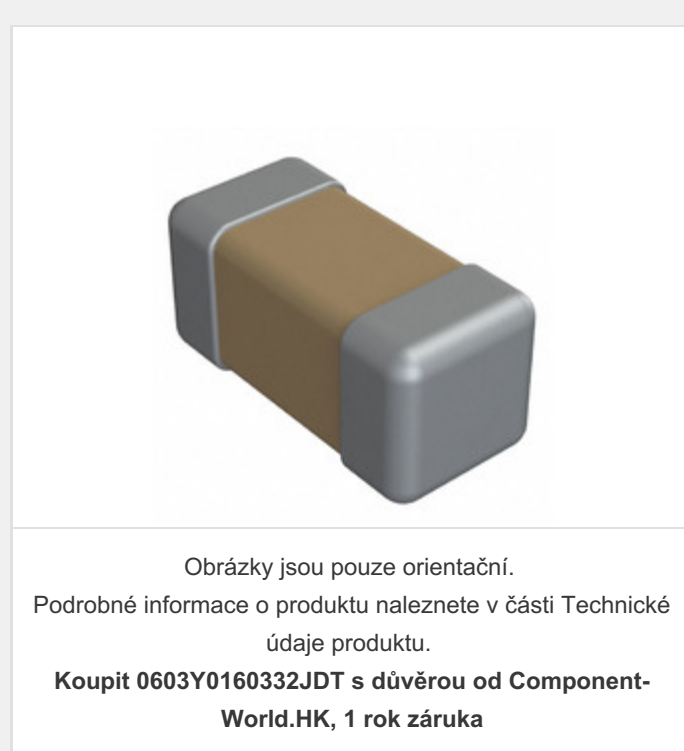 Obrázky jsou pouze orientační.
Podrobné informace o produktu naleznete v části Technické
údaje produktu.
Koupit 0603Y0160332JDT s důvěrou od Component-
World.HK, 1 rok záruka